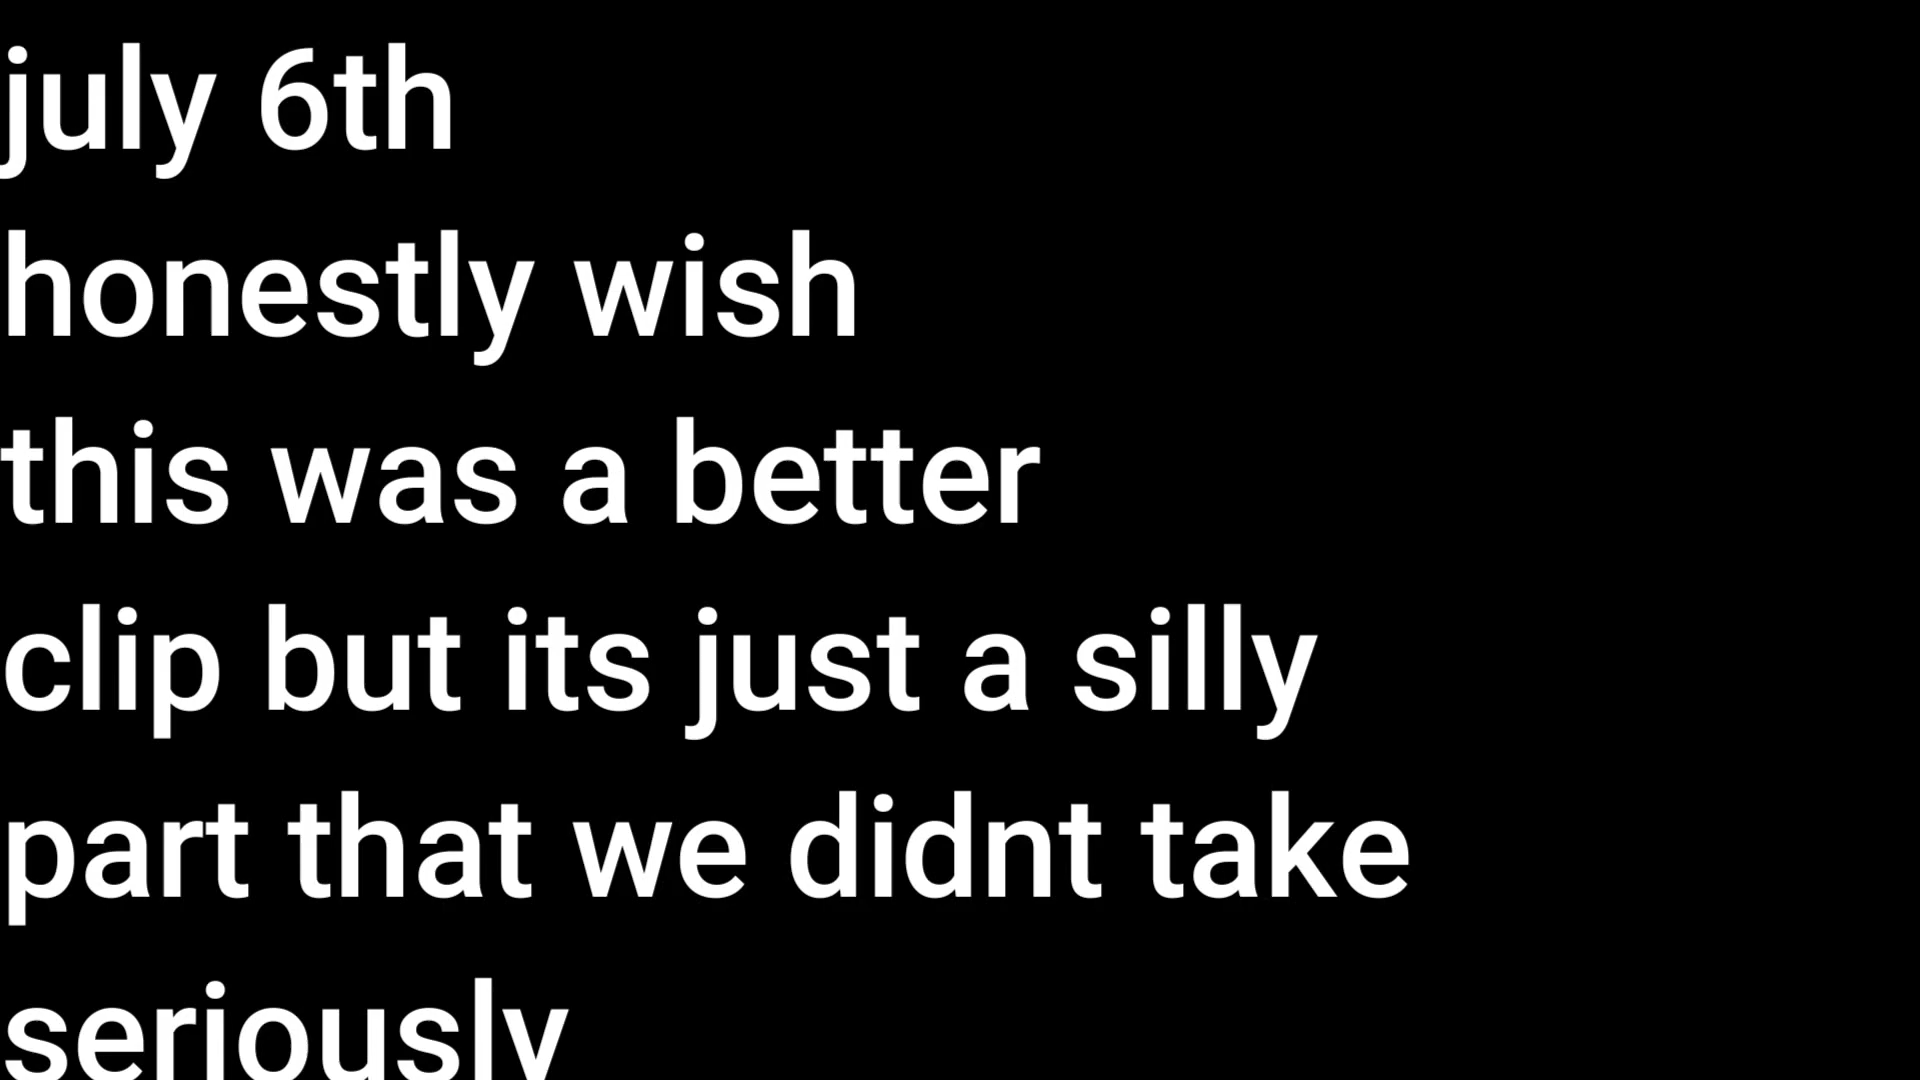 july 6th
honestly wish
this was a better
clip but its just a silly
part that we didnt take
seriously